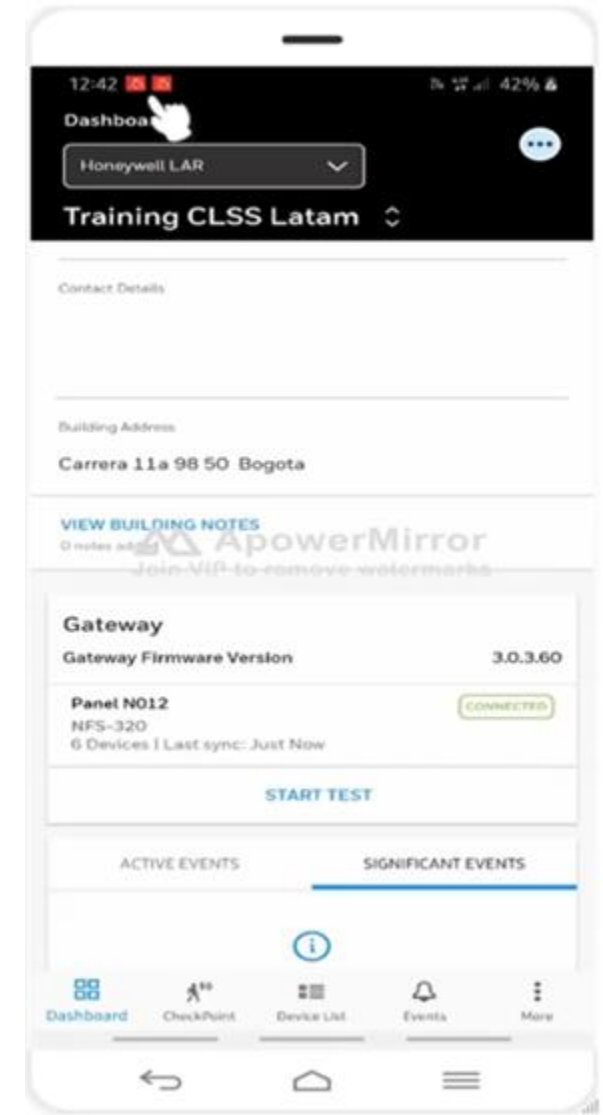 12:42 42%
Dashboa
Honeywell LAR
Training CLSS Latam
Contact Details
Building Address
Carrera 11a 98 50 Bogota
VIEW BUILDING NOTES
0 notes added
ApowerMirror
Join VIP to remove watermarks
Gateway
Gateway Firmware Version 3.0.3.60
Panel N012 CONNECTED
NFS-320
6 Devices | Last sync: Just Now
START TEST
ACTIVE EVENTS SIGNIFICANT EVENTS
Dashboard CheckPoint Device List Events More